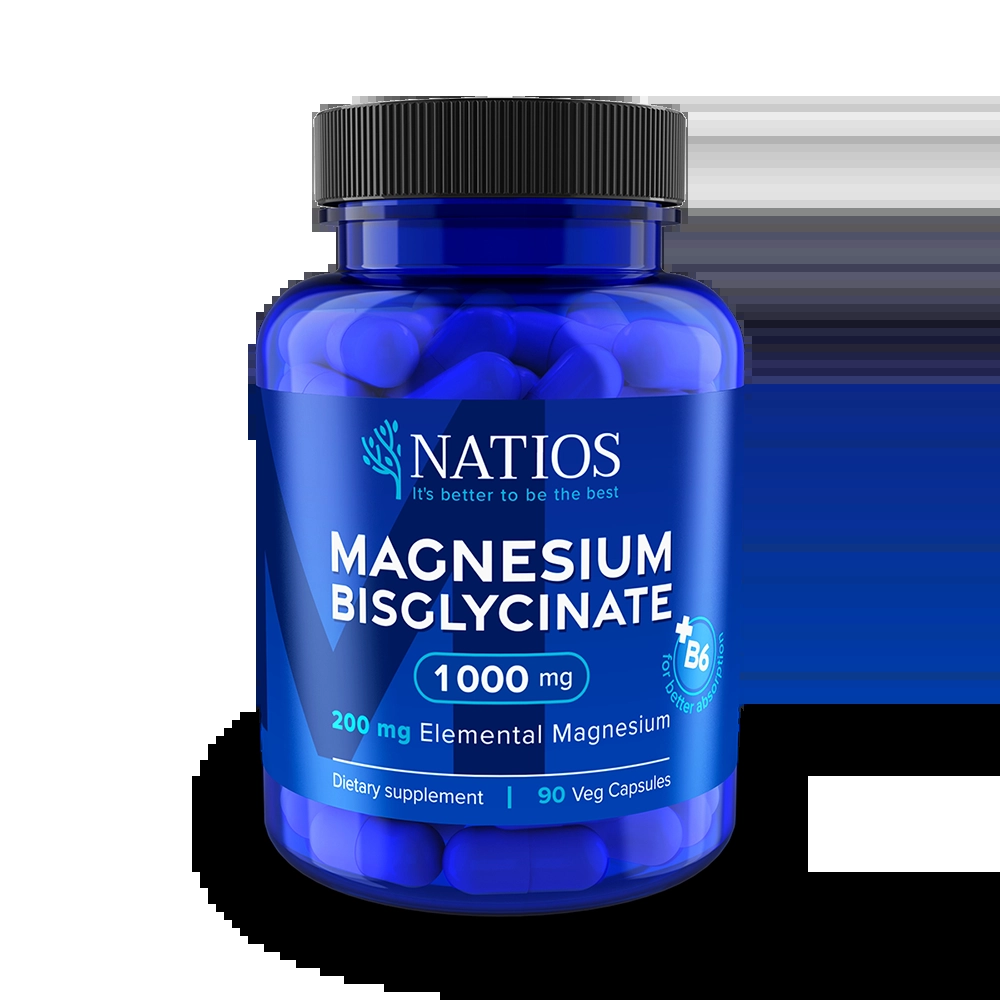 NATIOS
It's better to be the best
MAGNESIUM
BISGLYCINATE
+B6
for better absorption
1000 mg
200 mg Elemental Magnesium
Dietary supplement | 90 Veg Capsules